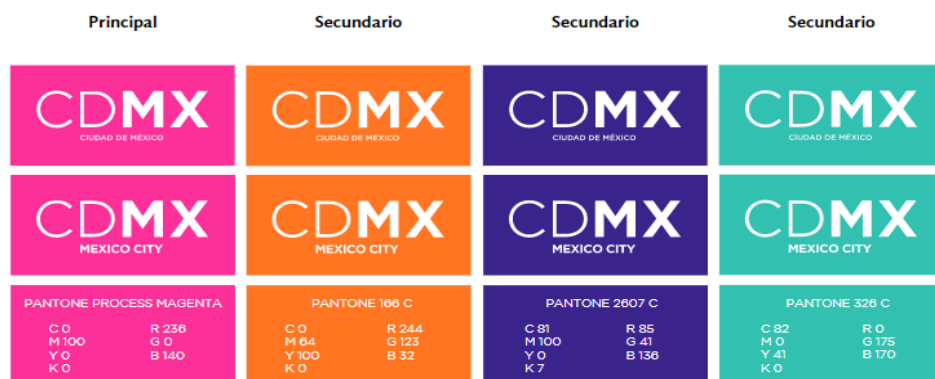 Principal
Secundario
Secundario
Secundario
CDMX
CIUDAD DE MÉXICO
CDMX
CIUDAD DE MÉXICO
CDMX
CIUDAD DE MÉXICO
CDMX
CIUDAD DE MÉXICO
CDMX
MEXICO CITY
CDMX
MEXICO CITY
CDMX
MEXICO CITY
CDMX
MEXICO CITY
PANTONE PROCESS MAGENTA
C 0 R 236
M 100 G 0
Y 0 B 140
K 0
PANTONE 166 C
C 0 R 244
M 64 G 123
Y 100 B 32
K 0
PANTONE 2607 C
C 81 R 85
M 100 G 41
Y 0 B 136
K 7
PANTONE 326 C
C 82 R 0
M 0 G 175
Y 41 B 170
K 0